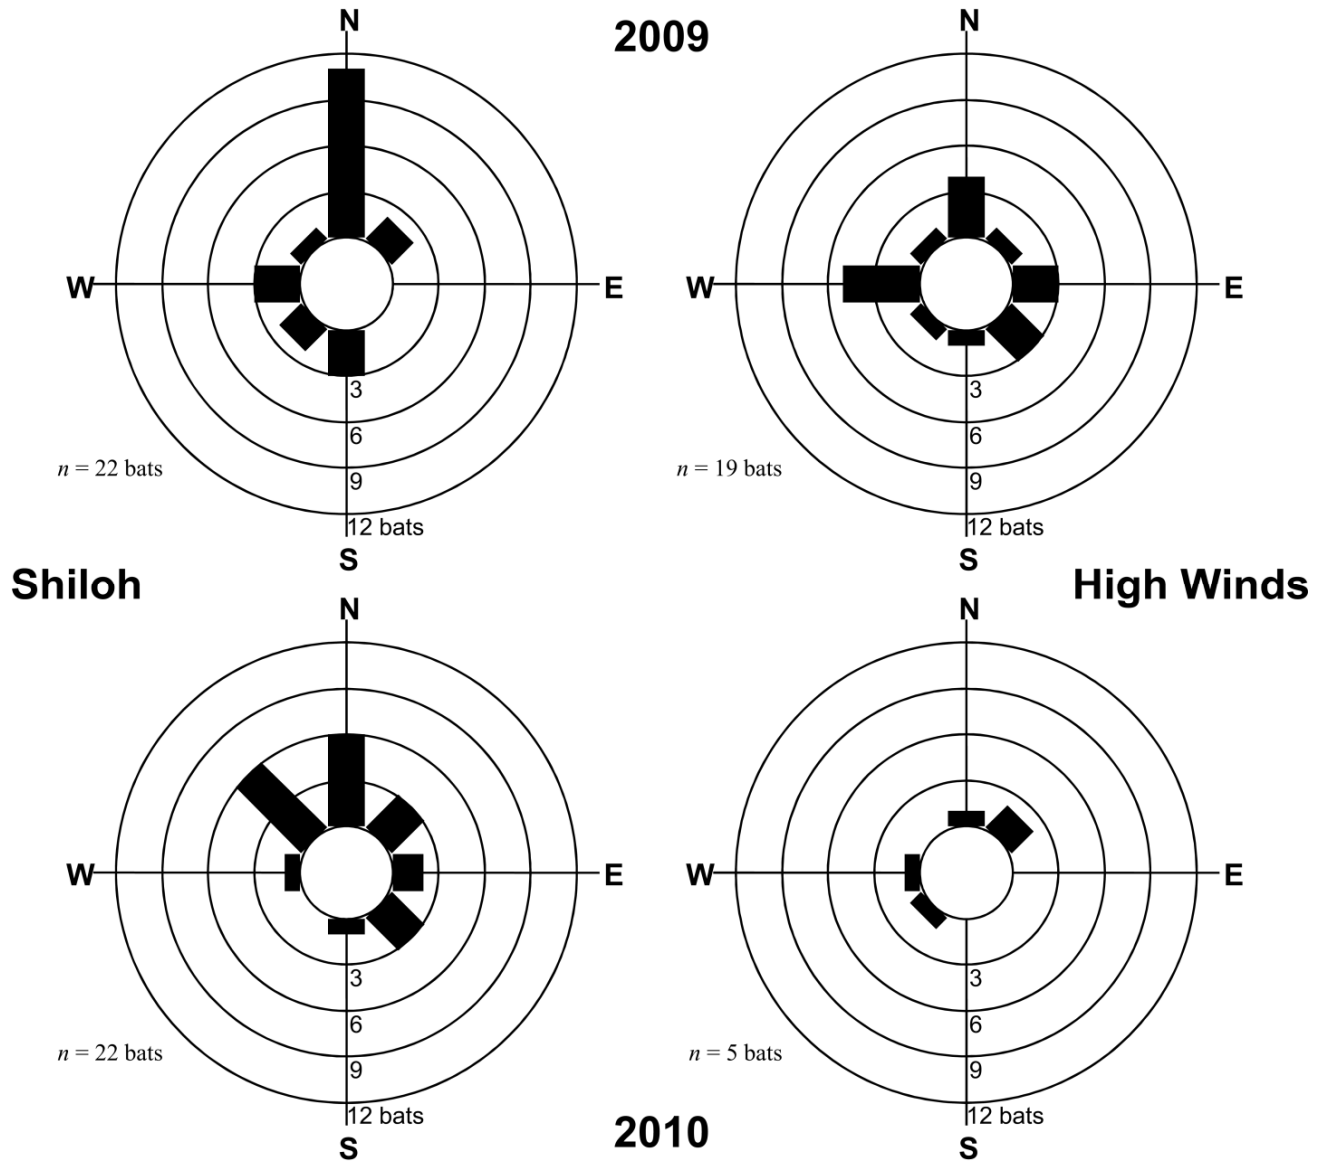 2009
N
W
E
3
6
9
12 bats
S
n = 22 bats
N
W
E
3
6
9
12 bats
S
n = 19 bats
Shiloh
High Winds
N
W
E
3
6
9
12 bats
S
n = 22 bats
N
W
E
3
6
9
12 bats
S
n = 5 bats
2010